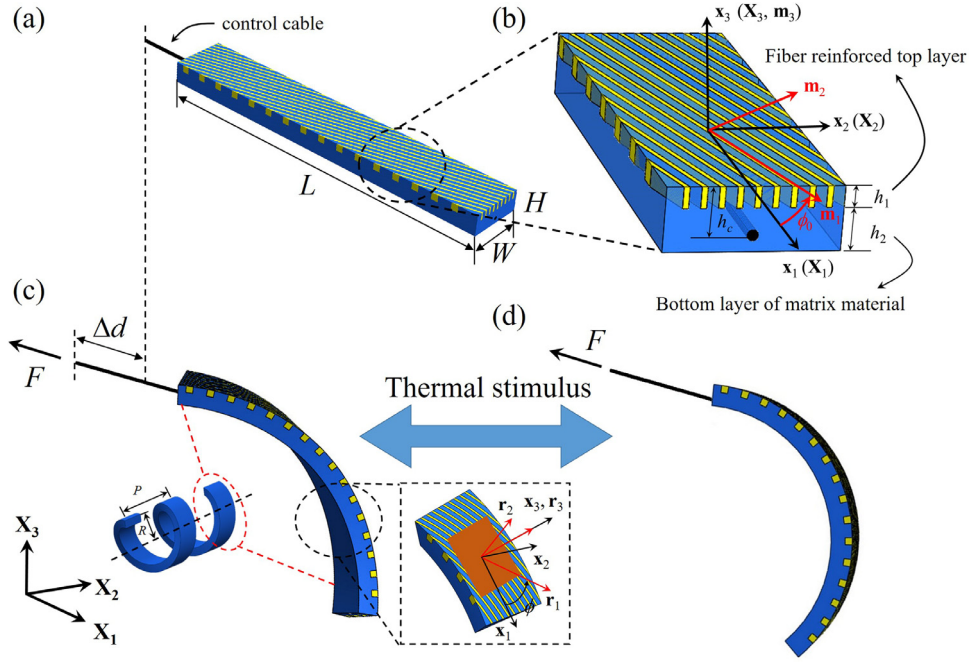 (a)
control cable
L
H
W
(b)
x₃ (X₃, m₃)
Fiber reinforced top layer
m₂
x₂ (X₂)
h₁
m₁
h_c
ϕ₀
h₂
x₁ (X₁)
Bottom layer of matrix material
(c)
Δd
F
P
R
X₃
X₂
X₁
Thermal stimulus
r₂
x₃, r₃
x₂
r₁
ϕ
x₁
(d)
F